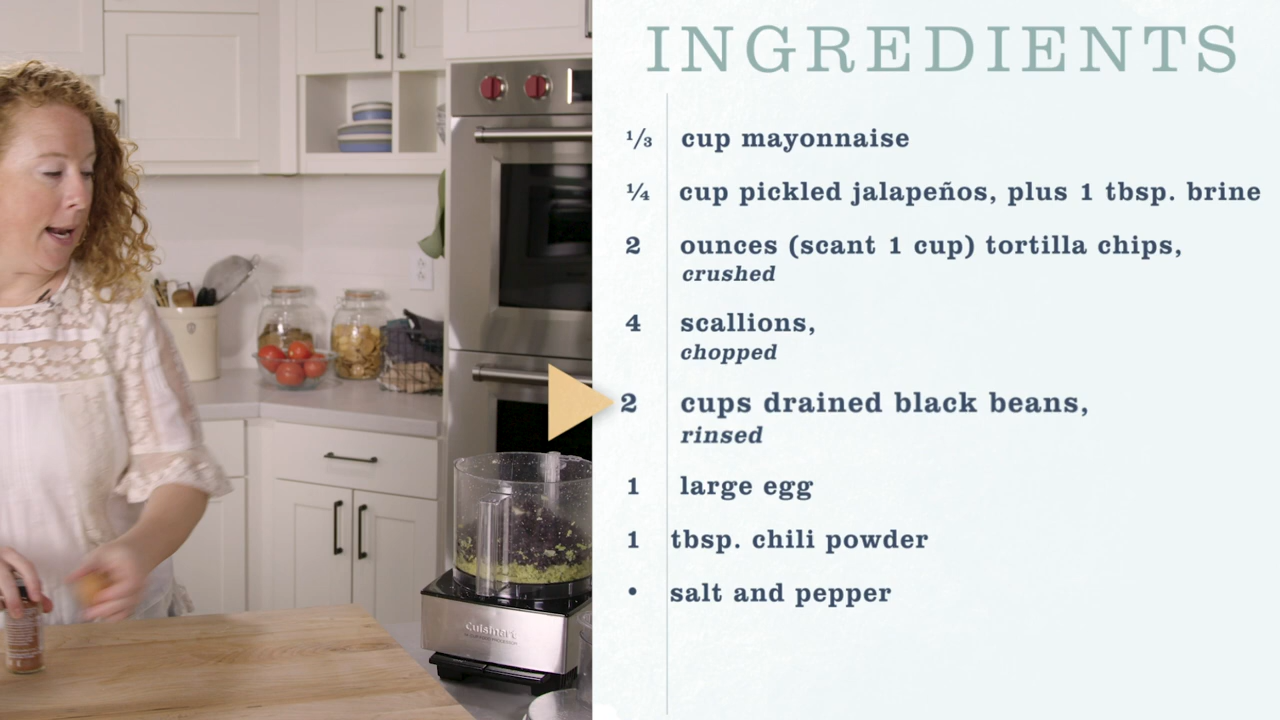 INGREDIENTS
⅓ cup mayonnaise
¼ cup pickled jalapeños, plus 1 tbsp. brine
2 ounces (scant 1 cup) tortilla chips,
crushed
4 scallions,
chopped
2 cups drained black beans,
rinsed
1 large egg
1 tbsp. chili powder
• salt and pepper
Cuisinart